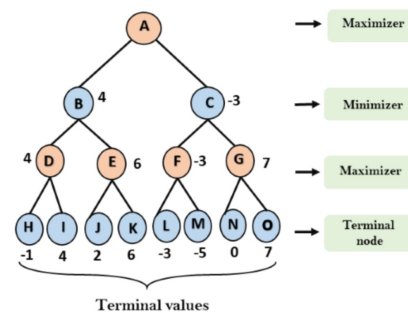 A
Maximizer
B 4 C -3
Minimizer
4 D E 6 F -3 G 7
Maximizer
H I J K L M N O
Terminal
node
-1 4 2 6 -3 -5 0 7
Terminal values